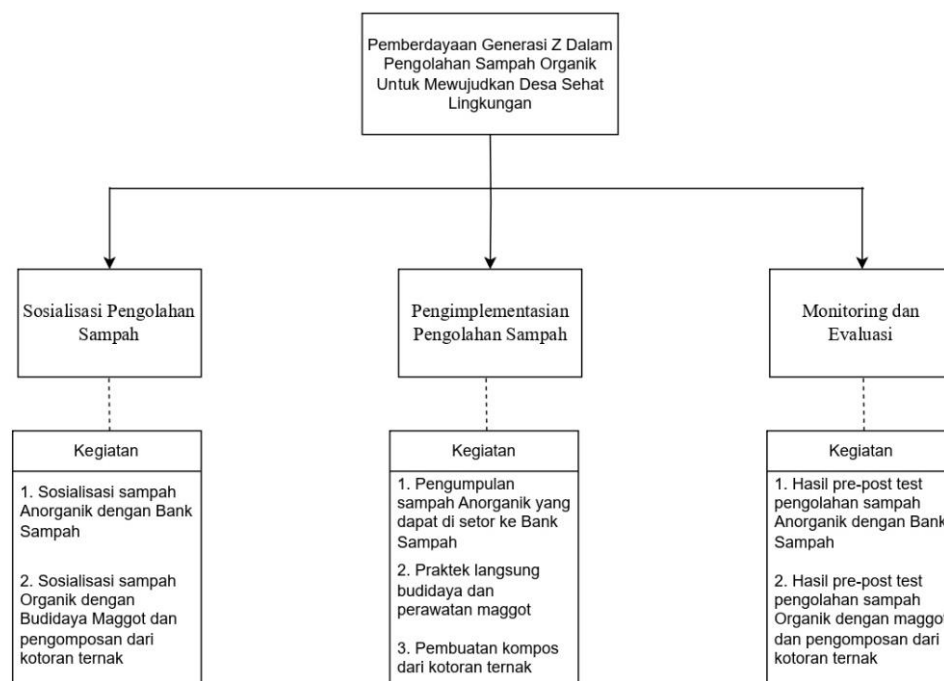 Pemberdayaan Generasi Z Dalam
Pengolahan Sampah Organik
Untuk Mewujudkan Desa Sehat
Lingkungan
Sosialisasi Pengolahan
Sampah
Pengimplementasian
Pengolahan Sampah
Monitoring dan
Evaluasi
Kegiatan
1. Sosialisasi sampah
Anorganik dengan Bank
Sampah
2. Sosialisasi sampah
Organik dengan
Budidaya Maggot dan
pengomposan dari
kotoran ternak
Kegiatan
1. Pengumpulan
sampah Anorganik yang
dapat di setor ke Bank
Sampah
2. Praktek langsung
budidaya dan
perawatan maggot
3. Pembuatan kompos
dari kotoran ternak
Kegiatan
1. Hasil pre-post test
pengolahan sampah
Anorganik dengan Bank
Sampah
2. Hasil pre-post test
pengolahan sampah
Organik dengan maggot
dan pengomposan dari
kotoran ternak